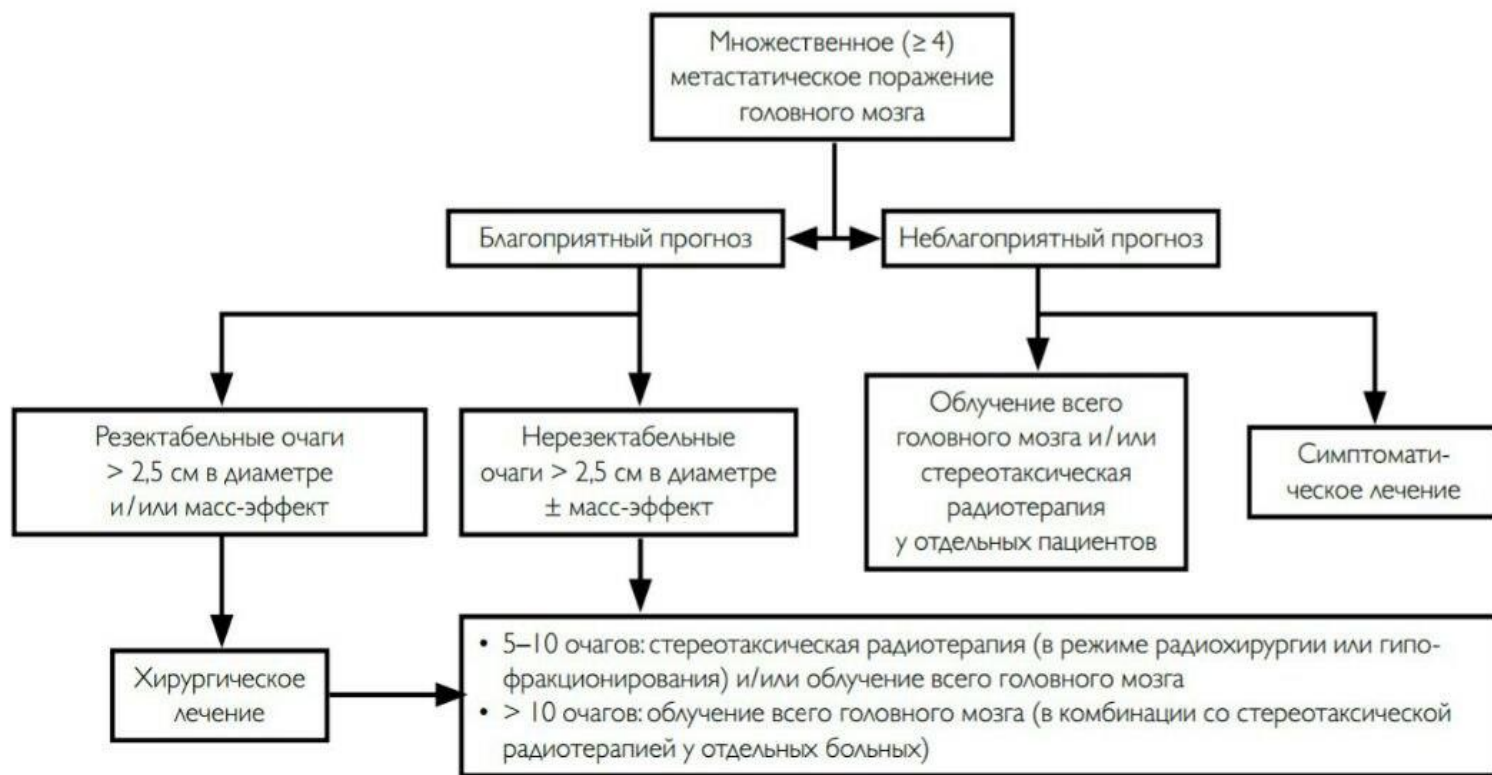 Множественное (≥ 4)
метастатическое поражение
головного мозга
Благоприятный прогноз
Неблагоприятный прогноз
Резектабельные очаги
> 2,5 см в диаметре
и/или масс-эффект
Нерезектабельные
очаги > 2,5 см в диаметре
± масс-эффект
Облучение всего
головного мозга и/или
стереотаксическая
радиотерапия
у отдельных пациентов
Симптомати-
ческое лечение
Хирургическое
лечение
• 5–10 очагов: стереотаксическая радиотерапия (в режиме радиохирургии или гипо-
фракционирования) и/или облучение всего головного мозга
• > 10 очагов: облучение всего головного мозга (в комбинации со стереотаксической
радиотерапией у отдельных больных)